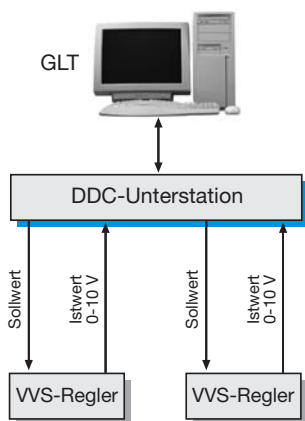 GLT
DDC-Unterstation
Sollwert
Istwert
0-10 V
Sollwert
Istwert
0-10 V
VVS-Regler
VVS-Regler